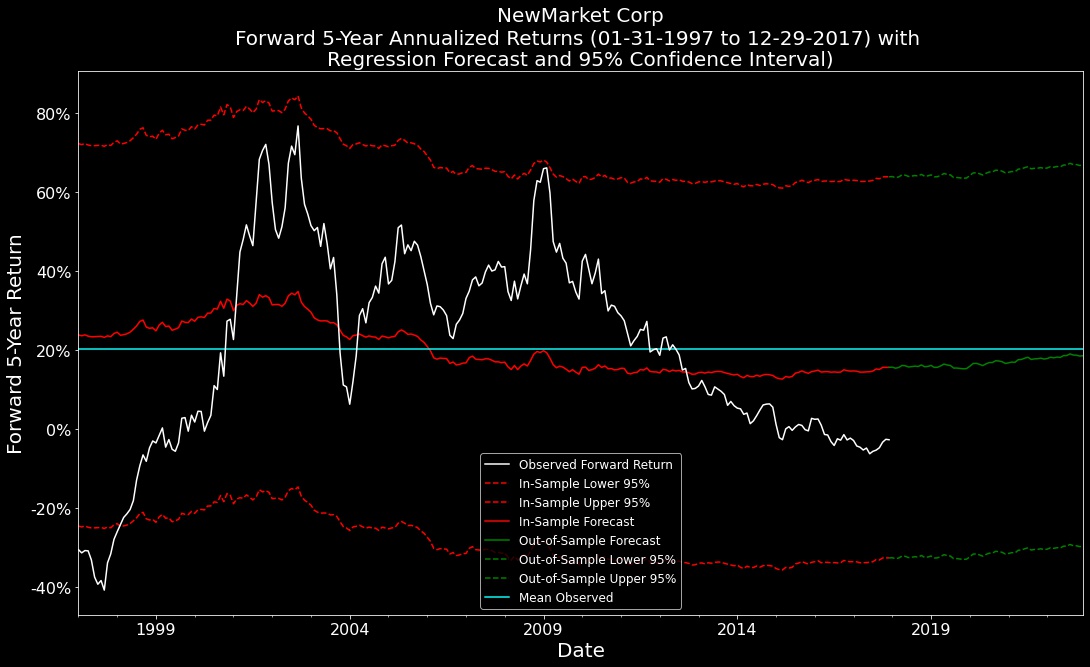 NewMarket Corp
Forward 5-Year Annualized Returns (01-31-1997 to 12-29-2017) with
Regression Forecast and 95% Confidence Interval)
Forward 5-Year Return
80%
60%
40%
20%
0%
-20%
-40%
Observed Forward Return
In-Sample Lower 95%
In-Sample Upper 95%
In-Sample Forecast
Out-of-Sample Forecast
Out-of-Sample Lower 95%
Out-of-Sample Upper 95%
Mean Observed
1999 2004 2009 2014 2019
Date